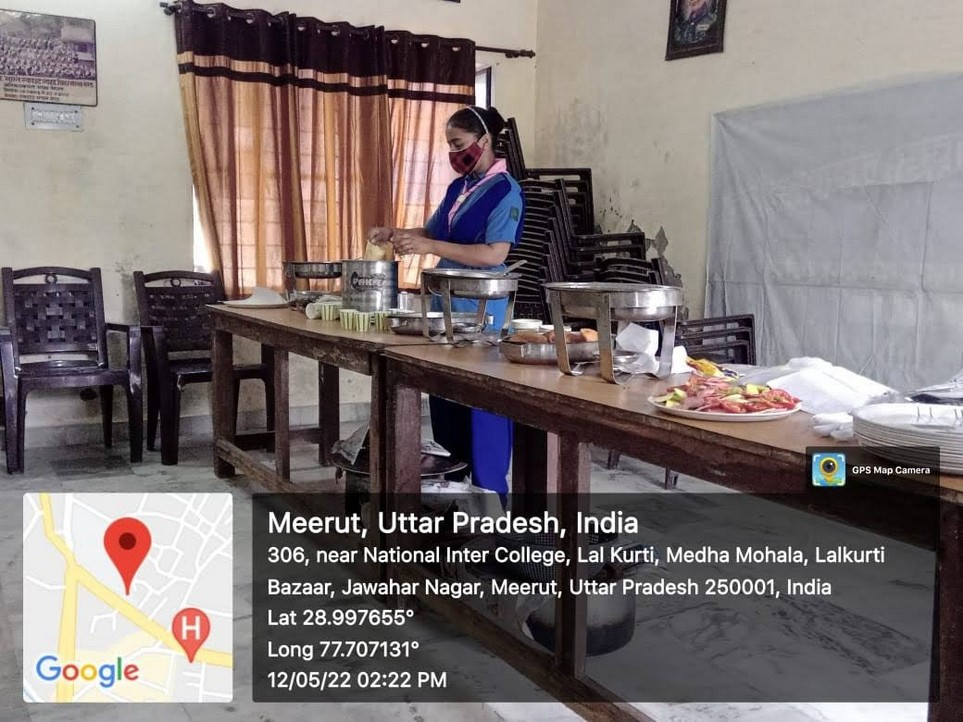 GPS Map Camera
Meerut, Uttar Pradesh, India
306, near National Inter College, Lal Kurti, Medha Mohala, Lalkurti
Bazaar, Jawahar Nagar, Meerut, Uttar Pradesh 250001, India
Lat 28.997655°
Long 77.707131°
12/05/22 02:22 PM
H
Google